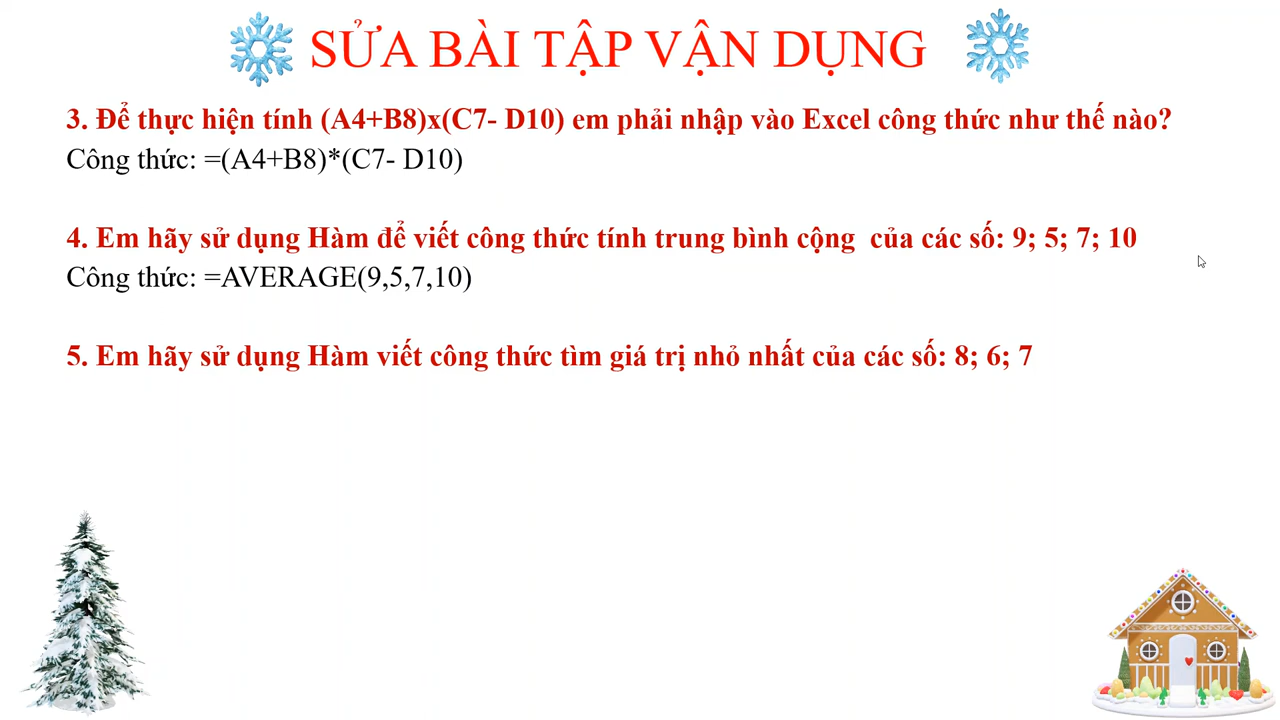 SỬA BÀI TẬP VẬN DỤNG
3. Để thực hiện tính (A4+B8)x(C7- D10) em phải nhập vào Excel công thức như thế nào?
Công thức: =(A4+B8)*(C7- D10)
4. Em hãy sử dụng Hàm để viết công thức tính trung bình cộng  của các số: 9; 5; 7; 10
Công thức: =AVERAGE(9,5,7,10)
5. Em hãy sử dụng Hàm viết công thức tìm giá trị nhỏ nhất của các số: 8; 6; 7